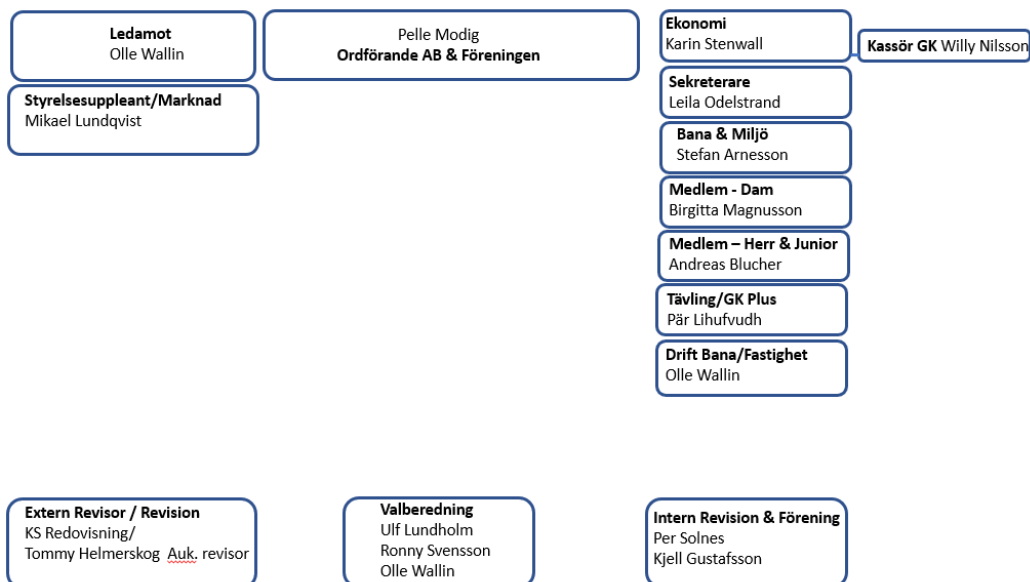 Ledamot
Olle Wallin
Pelle Modig
Ordförande AB & Föreningen
Ekonomi
Karin Stenwall
Kassör GK Willy Nilsson
Styrelsesuppleant/Marknad
Mikael Lundqvist
Sekreterare
Leila Odelstrand
Bana & Miljö
Stefan Arnesson
Medlem - Dam
Birgitta Magnusson
Medlem – Herr & Junior
Andreas Blucher
Tävling/GK Plus
Pär Lihufvudh
Drift Bana/Fastighet
Olle Wallin
Extern Revisor / Revision
KS Redovisning/
Tommy Helmerskog Auk. revisor
Valberedning
Ulf Lundholm
Ronny Svensson
Olle Wallin
Intern Revision & Förening
Per Solnes
Kjell Gustafsson